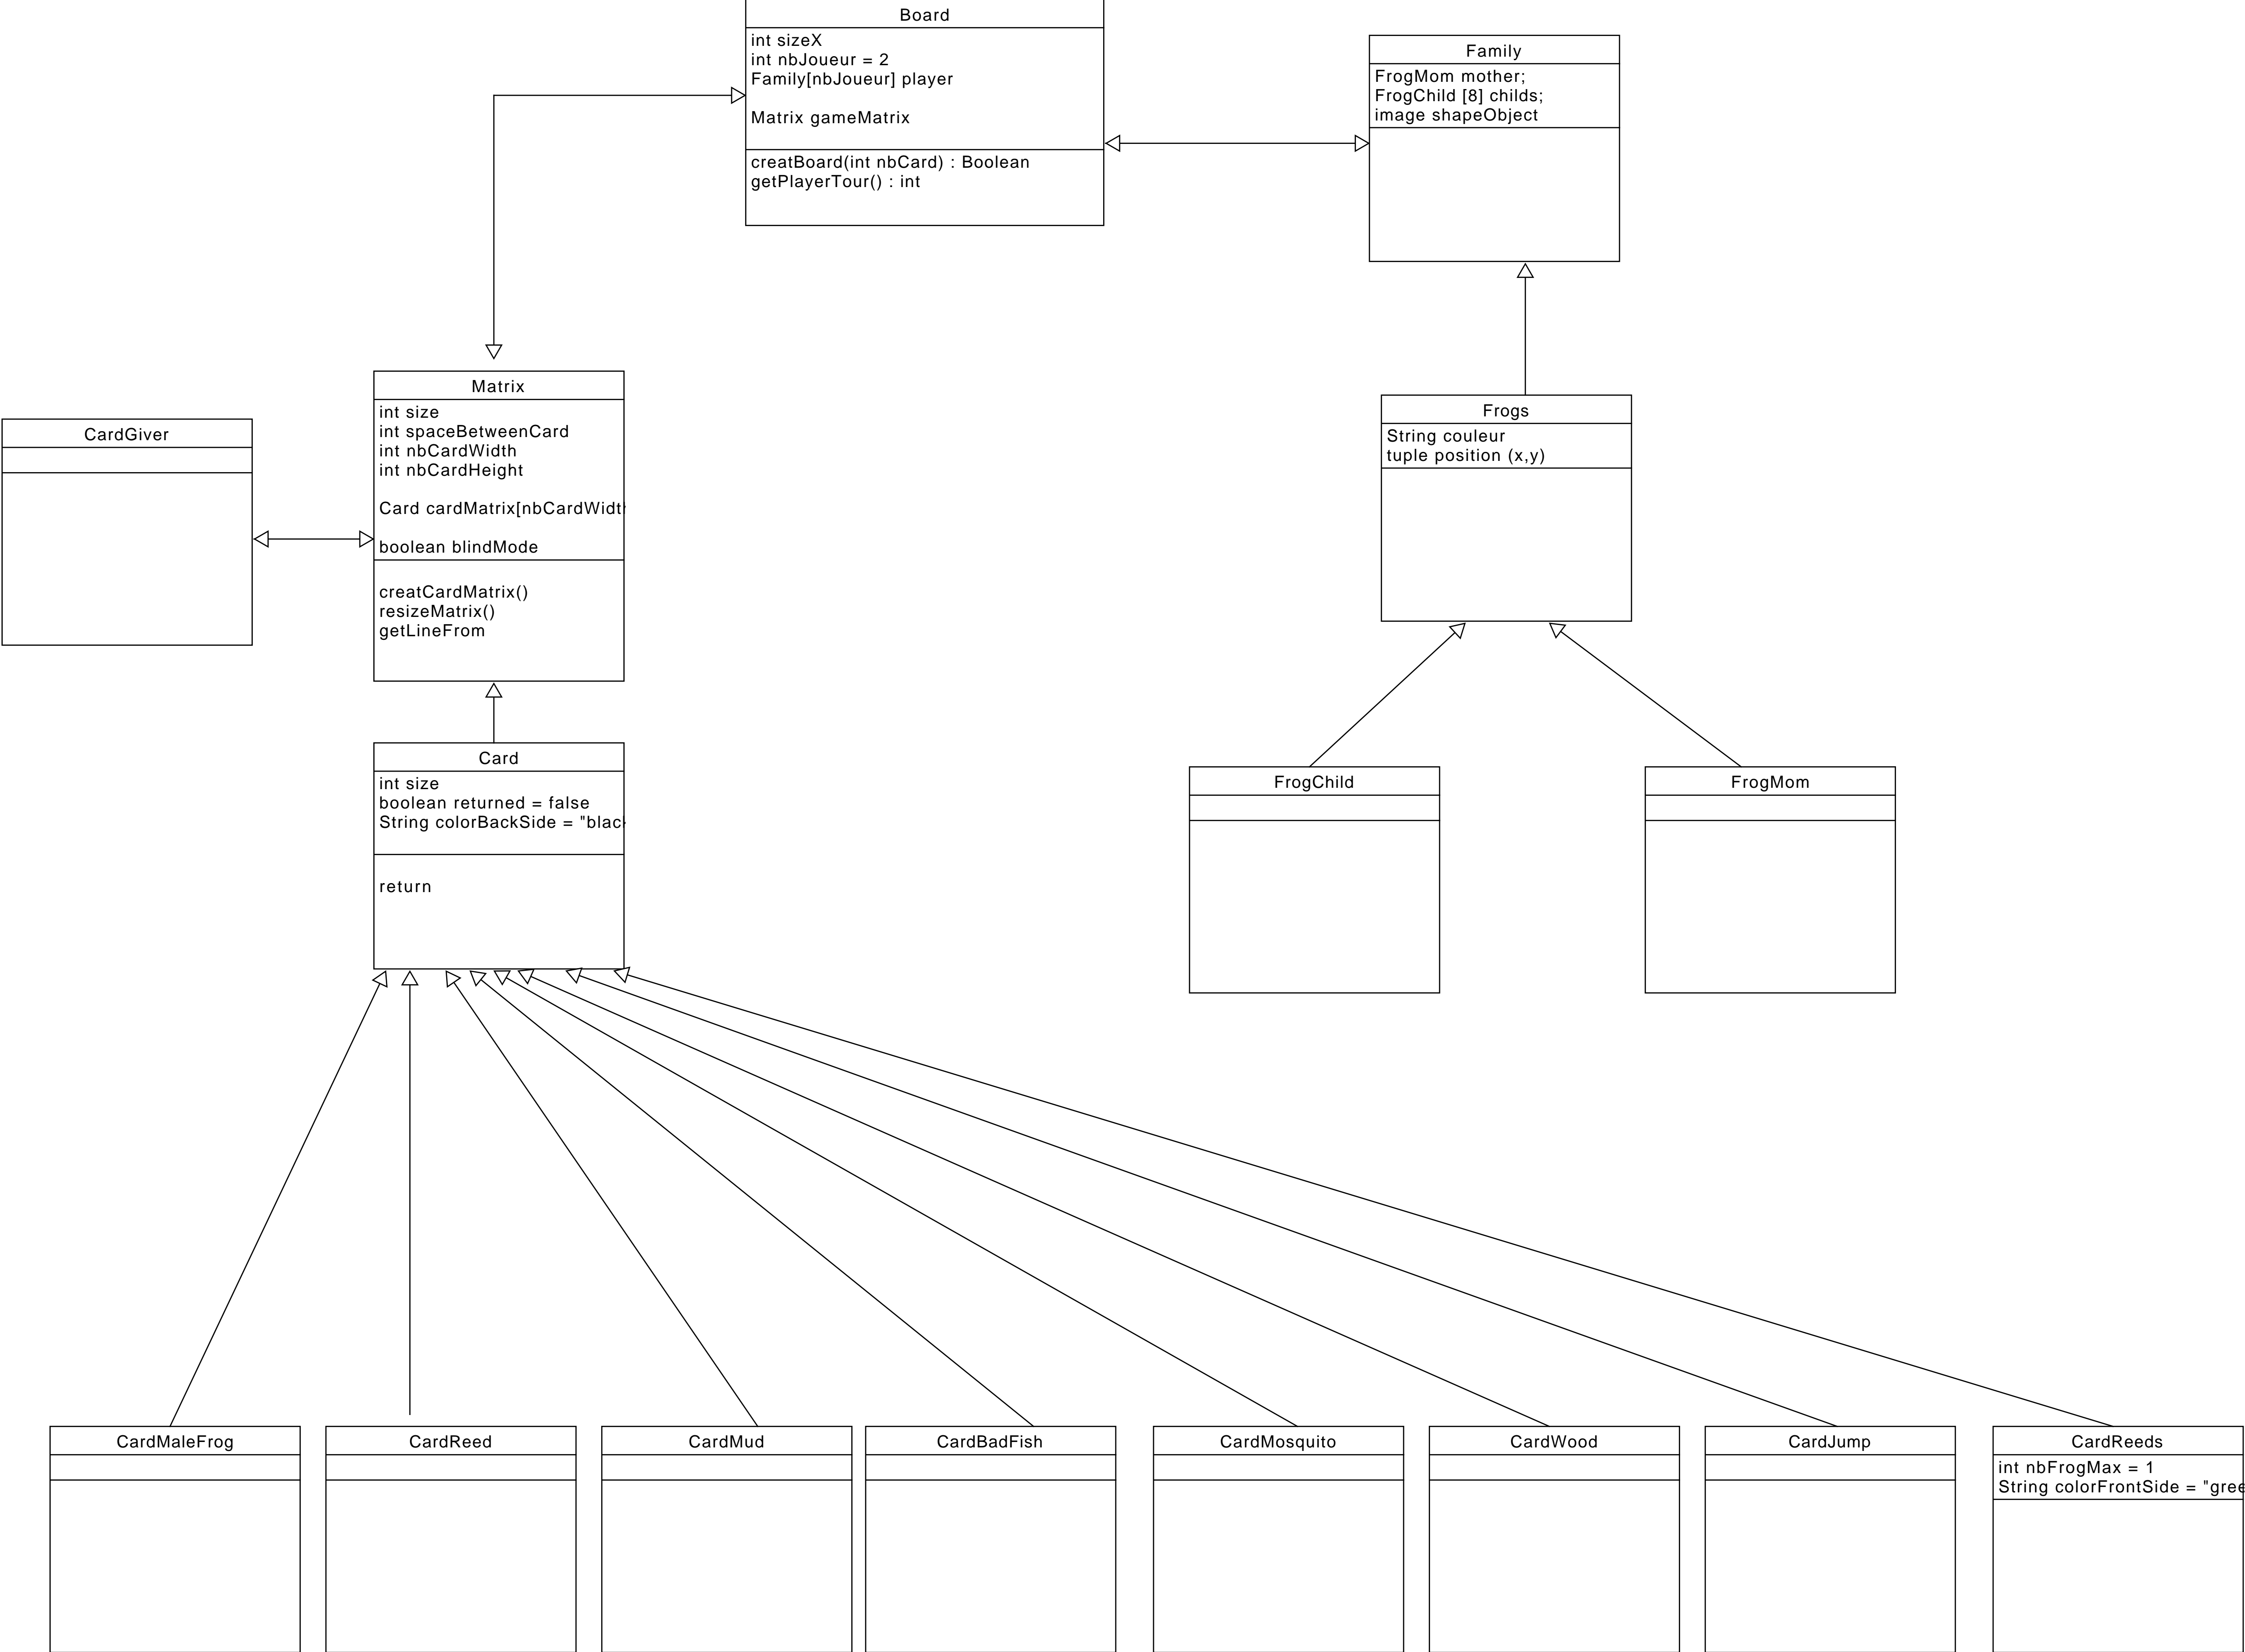 Board
int sizeX
int nbJoueur = 2
Family[nbJoueur] player
Matrix gameMatrix
creatBoard(int nbCard) : Boolean
getPlayerTour() : int
Family
FrogMom mother;
FrogChild [8] childs;
image shapeObject
Matrix
int size
int spaceBetweenCard
int nbCardWidth
int nbCardHeight
Card cardMatrix[nbCardWidt
boolean blindMode
creatCardMatrix()
resizeMatrix()
getLineFrom
CardGiver
Frogs
String couleur
tuple position (x,y)
Card
int size
boolean returned = false
String colorBackSide = "blac
return
FrogChild
FrogMom
CardMaleFrog
CardReed
CardMud
CardBadFish
CardMosquito
CardWood
CardJump
CardReeds
int nbFrogMax = 1
String colorFrontSide = "gree